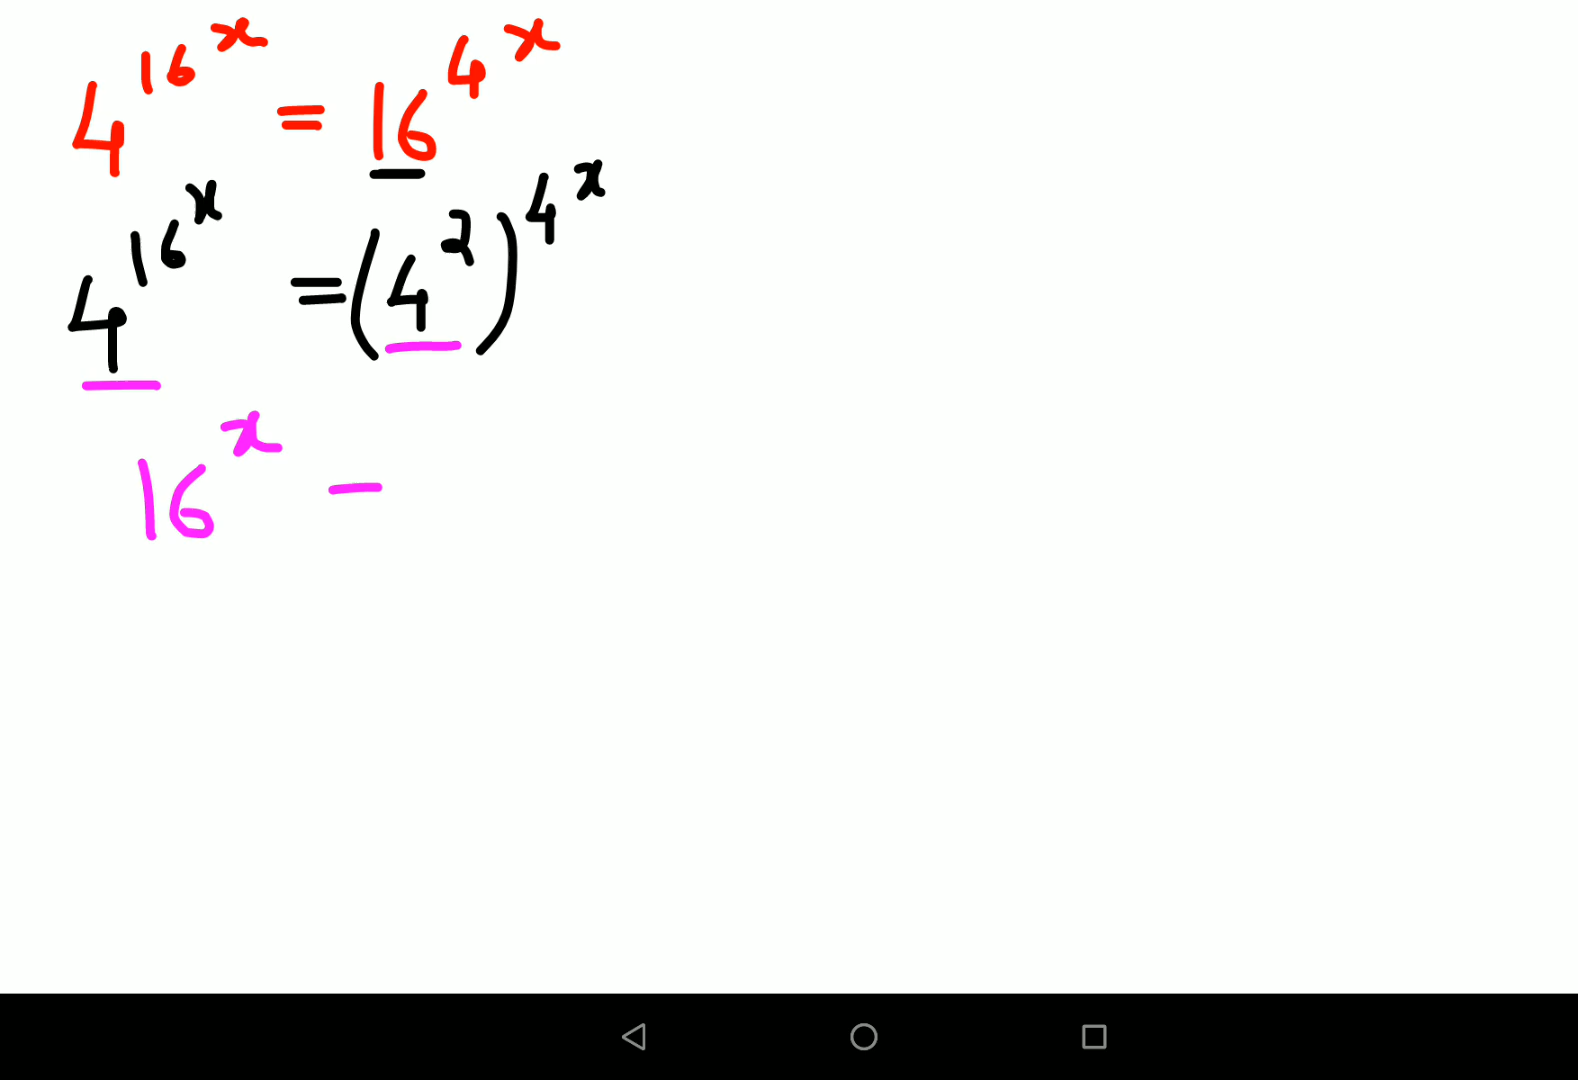 4^16^x = 16^4^x
4^16^x = (4^2)^4^x
16^x -